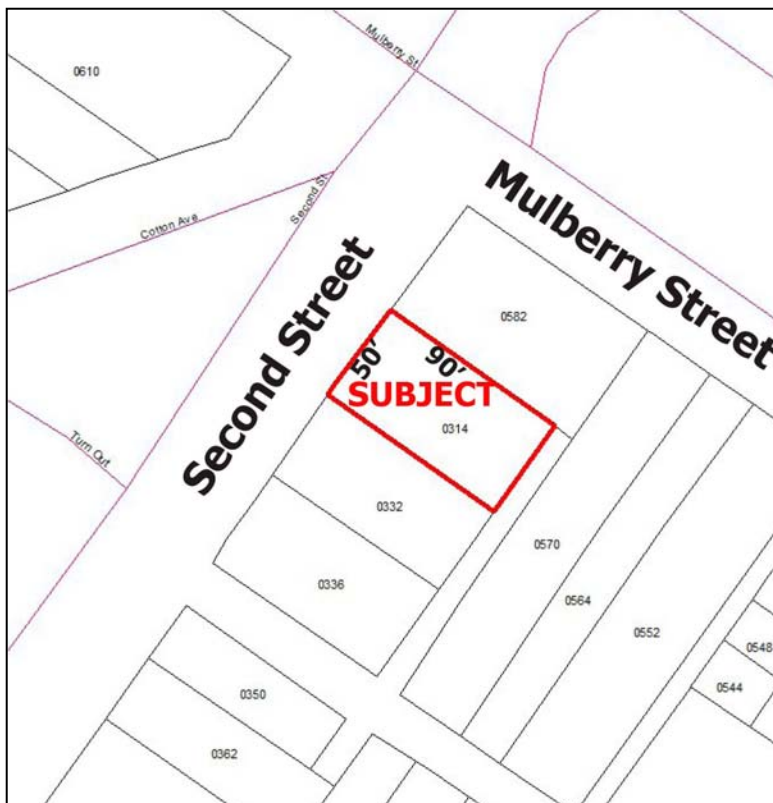 Mulberry St
0610
Second St
Cotton Ave
Mulberry Street
Second Street
0582
50’
90’
SUBJECT
0314
Turn Out
0332
0570
0336
0564
0552
0548
0544
0350
0362